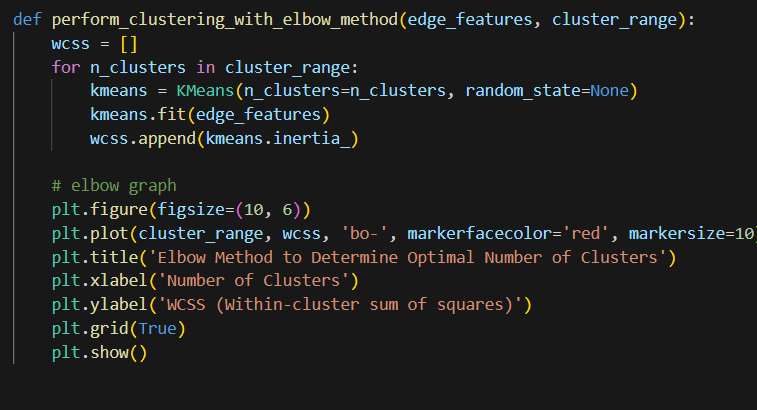 def perform_clustering_with_elbow_method(edge_features, cluster_range):
    wcss = []
    for n_clusters in cluster_range:
        kmeans = KMeans(n_clusters=n_clusters, random_state=None)
        kmeans.fit(edge_features)
        wcss.append(kmeans.inertia_)

    # elbow graph
    plt.figure(figsize=(10, 6))
    plt.plot(cluster_range, wcss, 'bo-', markerfacecolor='red', markersize=10
    plt.title('Elbow Method to Determine Optimal Number of Clusters')
    plt.xlabel('Number of Clusters')
    plt.ylabel('WCSS (Within-cluster sum of squares)')
    plt.grid(True)
    plt.show()